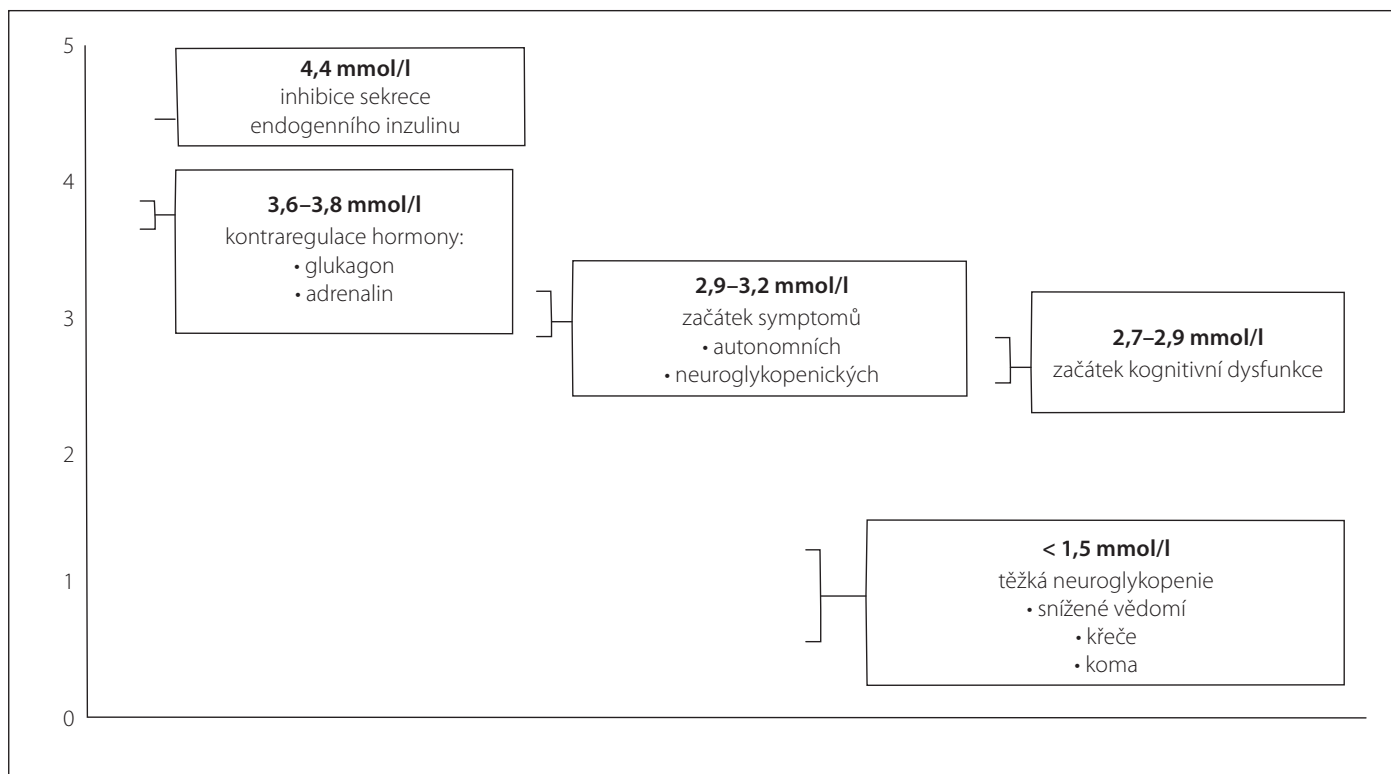 5
4,4 mmol/l
inhibice sekrece
endogenního inzulinu
4
3,6–3,8 mmol/l
kontraregulace hormony:
• glukagon
• adrenalin
3
2,9–3,2 mmol/l
začátek symptomů
• autonomních
• neuroglykopenických
2,7–2,9 mmol/l
začátek kognitivní dysfunkce
2
1
< 1,5 mmol/l
těžká neuroglykopenie
• snížené vědomí
• křeče
• koma
0